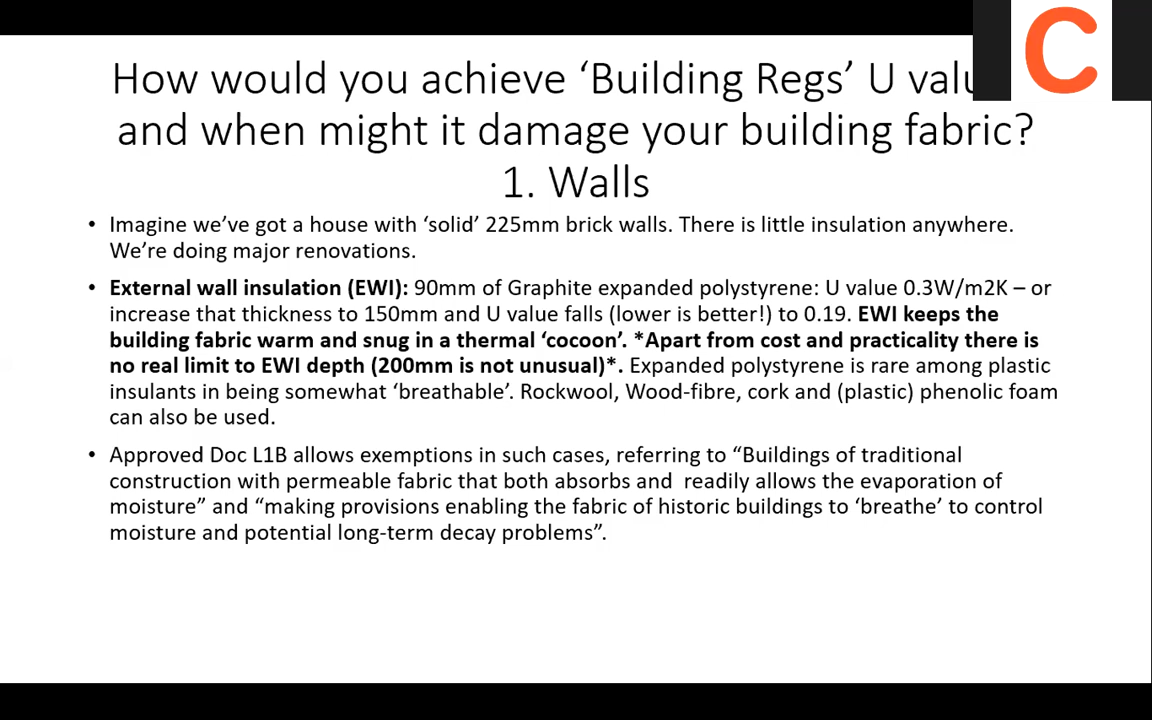 C
How would you achieve ‘Building Regs’ U valu
and when might it damage your building fabric?
1. Walls
• Imagine we’ve got a house with ‘solid’ 225mm brick walls. There is little insulation anywhere.
We’re doing major renovations.
• External wall insulation (EWI): 90mm of Graphite expanded polystyrene: U value 0.3W/m2K – or
increase that thickness to 150mm and U value falls (lower is better!) to 0.19. EWI keeps the
building fabric warm and snug in a thermal ‘cocoon’. *Apart from cost and practicality there is
no real limit to EWI depth (200mm is not unusual)*. Expanded polystyrene is rare among plastic
insulants in being somewhat ‘breathable’. Rockwool, Wood-fibre, cork and (plastic) phenolic foam
can also be used.
• Approved Doc L1B allows exemptions in such cases, referring to “Buildings of traditional
construction with permeable fabric that both absorbs and readily allows the evaporation of
moisture” and “making provisions enabling the fabric of historic buildings to ‘breathe’ to control
moisture and potential long-term decay problems”.